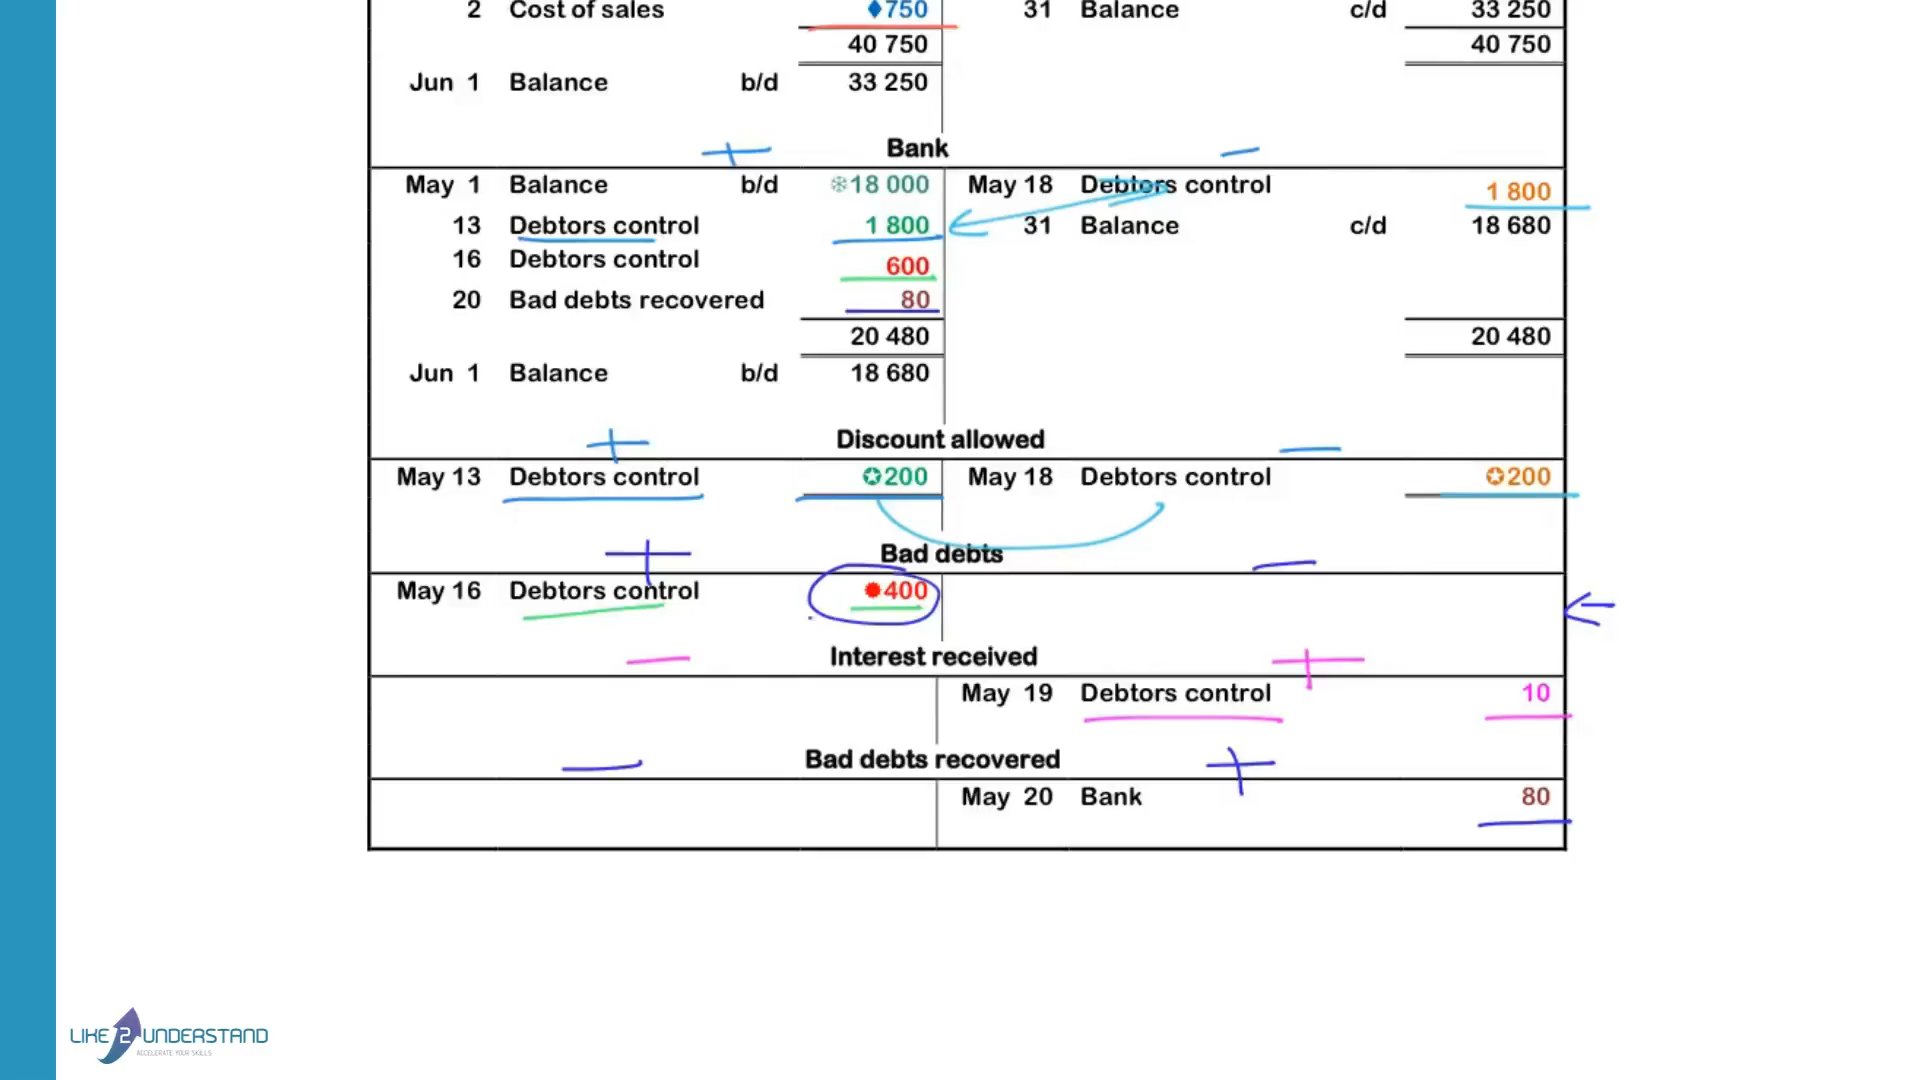 2 Cost of sales ♦750 31 Balance c/d 33 250
40 750 40 750
Jun 1 Balance b/d 33 250
Bank
May 1 Balance b/d ❄18 000 May 18 Debtors control 1 800
13 Debtors control 1 800 31 Balance c/d 18 680
16 Debtors control 600
20 Bad debts recovered 80
20 480 20 480
Jun 1 Balance b/d 18 680
Discount allowed
May 13 Debtors control ✪200 May 18 Debtors control ✪200
Bad debts
May 16 Debtors control ✹400
Interest received
May 19 Debtors control 10
Bad debts recovered
May 20 Bank 80
LIKE 2 UNDERSTAND
ACCELERATE YOUR SKILLS